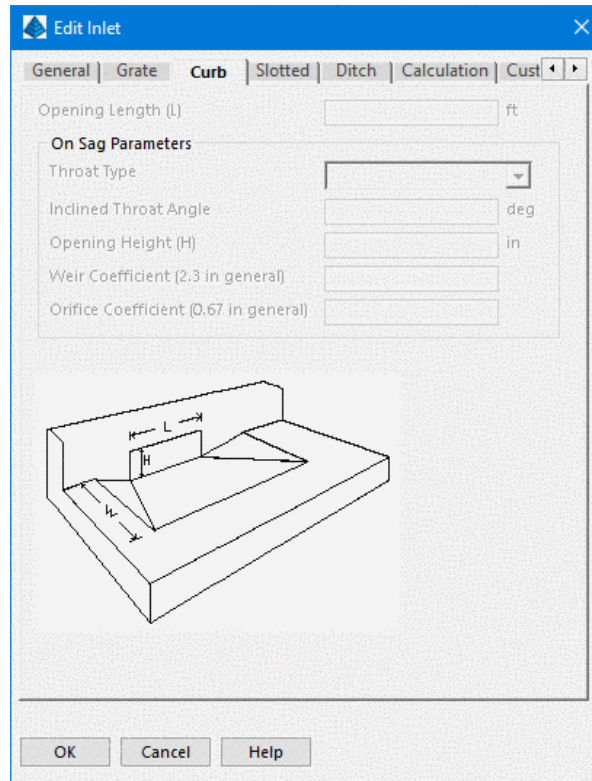 Edit Inlet
General Grate Curb Slotted Ditch Calculation Cust
Opening Length (L) ft
On Sag Parameters
Throat Type
Inclined Throat Angle deg
Opening Height (H) in
Weir Coefficient (2.3 in general)
Orifice Coefficient (0.67 in general)
L
H
W
OK Cancel Help